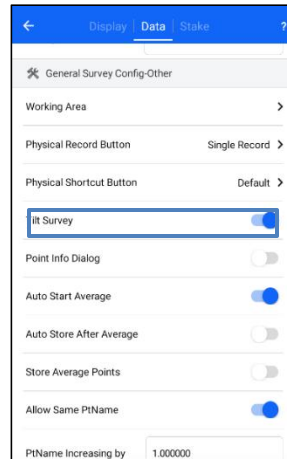 Display | Data | Stake ?
General Survey Config-Other
Working Area
Physical Record Button Single Record
Physical Shortcut Button Default
Tilt Survey
Point Info Dialog
Auto Start Average
Auto Store After Average
Store Average Points
Allow Same PtName
PtName Increasing by 1.000000